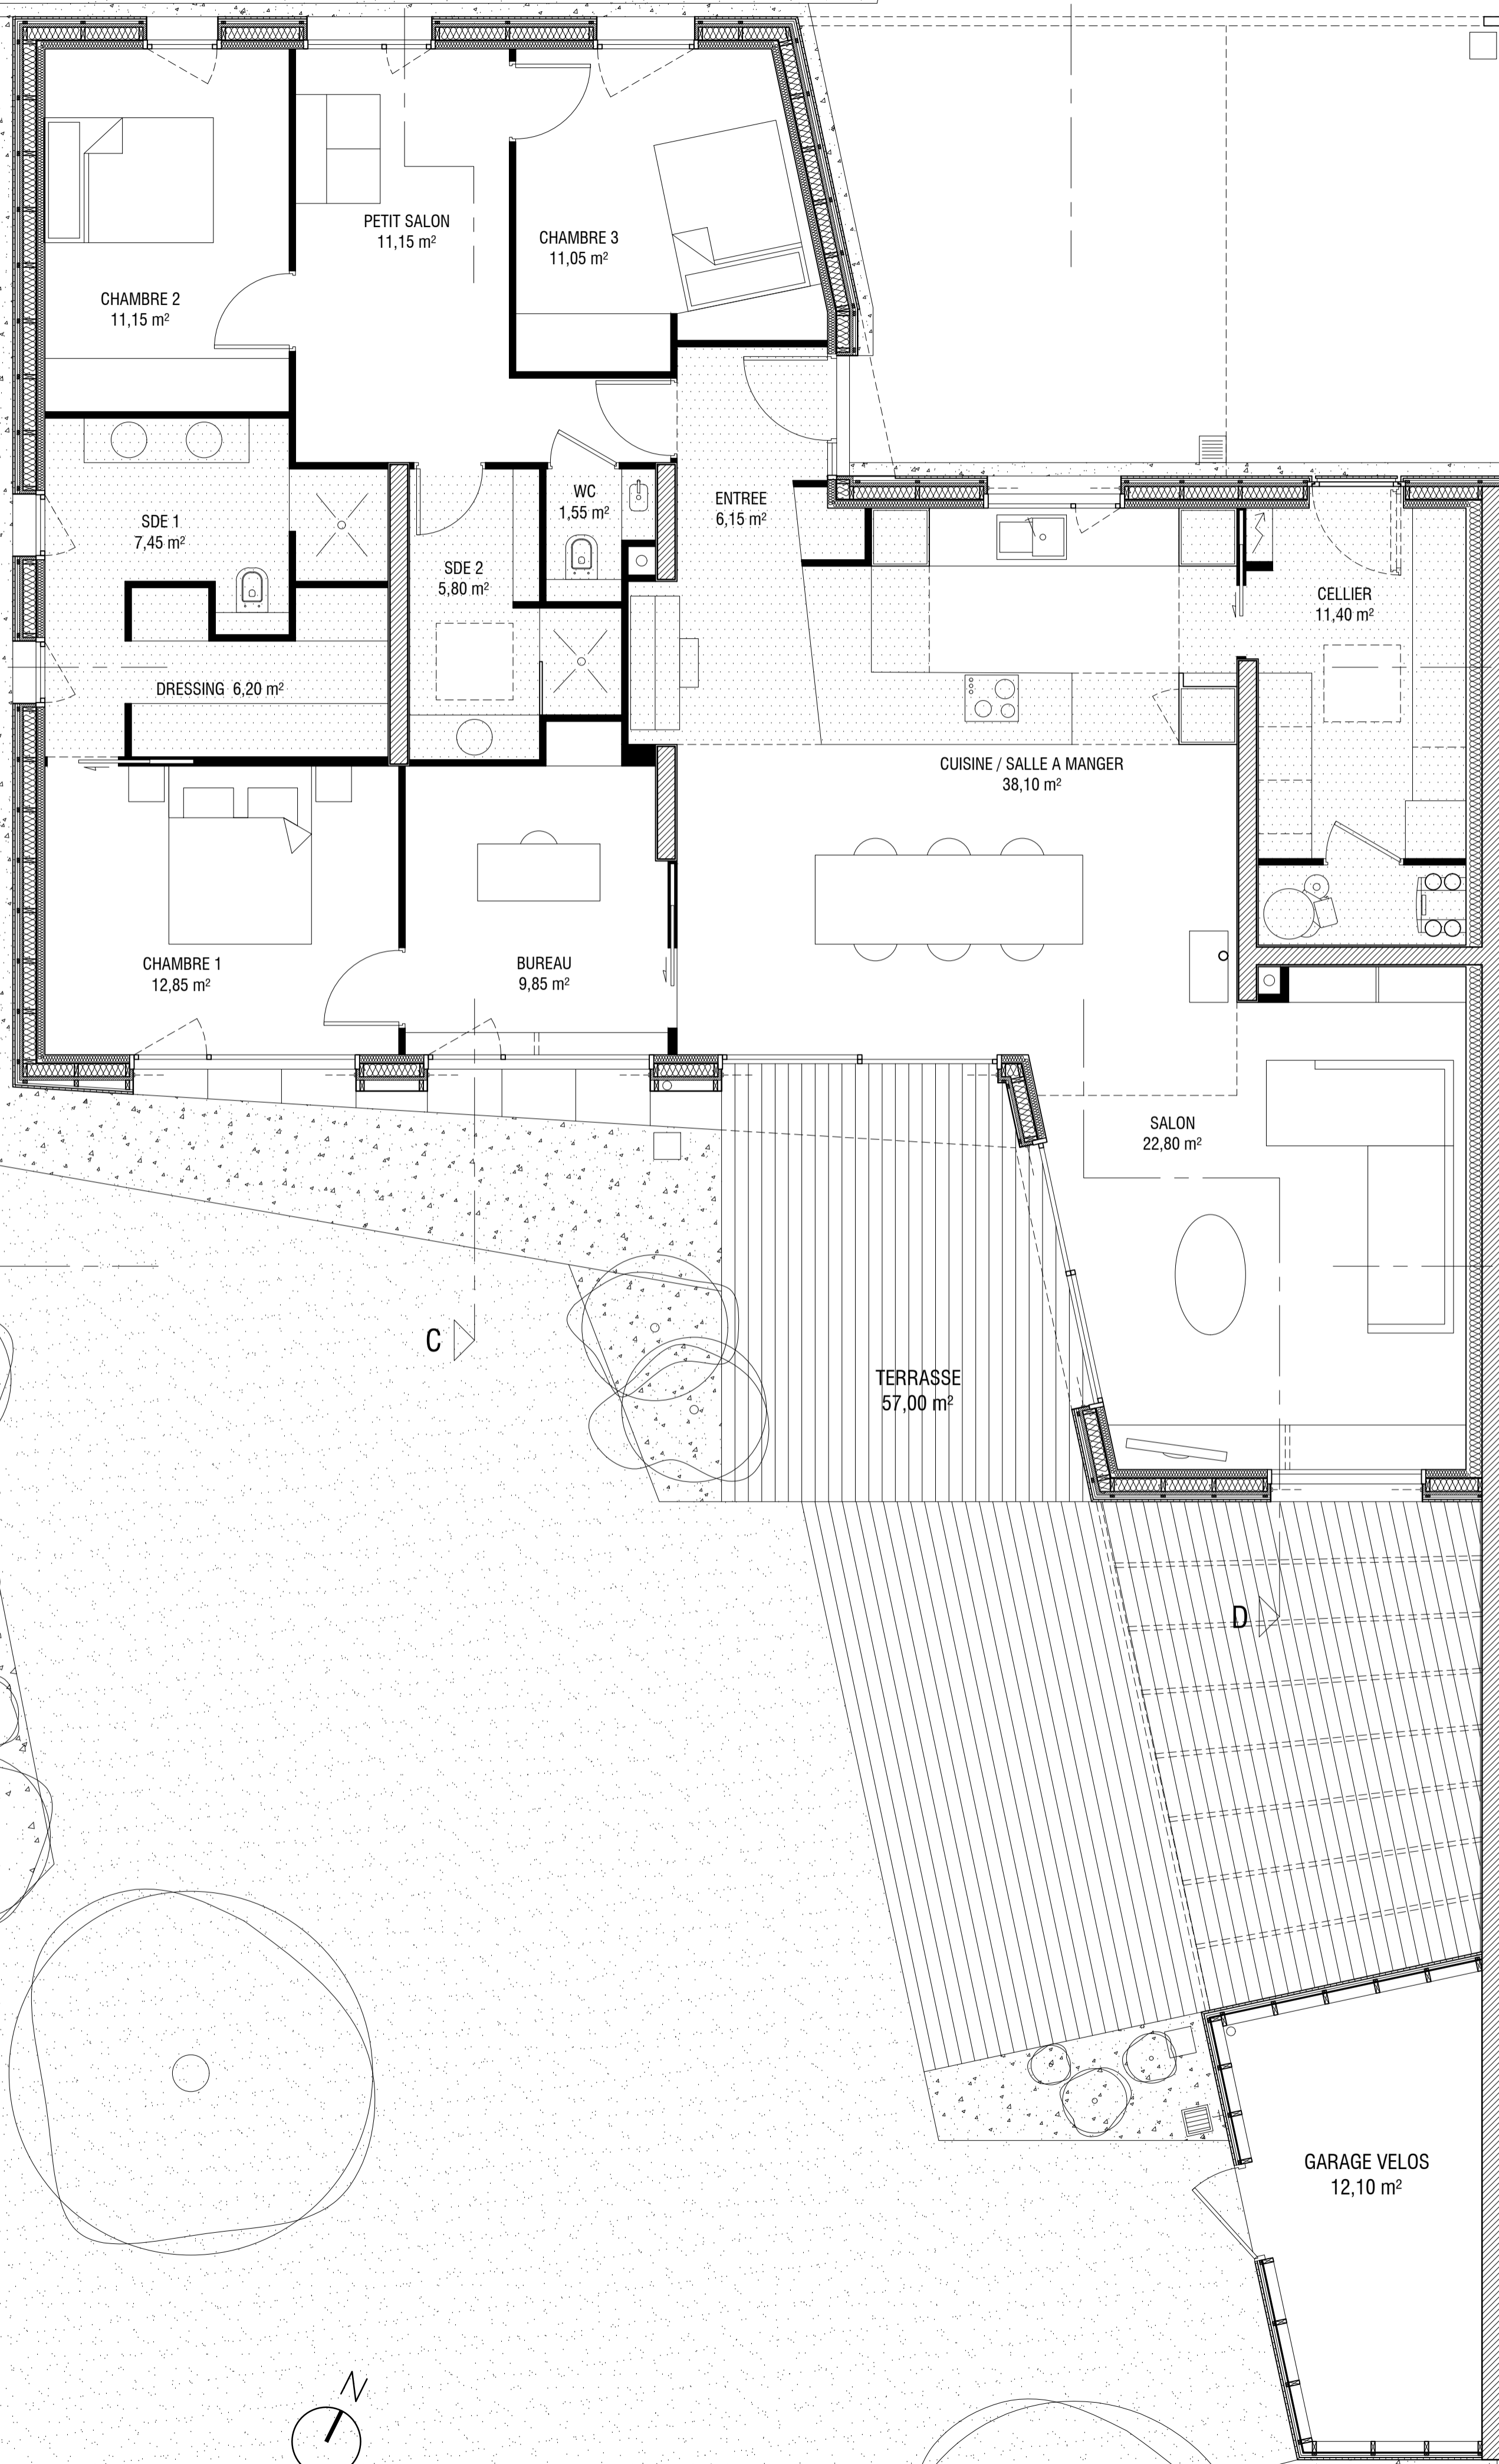 PETIT SALON
11,15 m²
CHAMBRE 3
11,05 m²
CHAMBRE 2
11,15 m²
WC
1,55 m²
ENTREE
6,15 m²
SDE 1
7,45 m²
SDE 2
5,80 m²
CELLIER
11,40 m²
DRESSING 6,20 m²
CUISINE / SALLE A MANGER
38,10 m²
CHAMBRE 1
12,85 m²
BUREAU
9,85 m²
SALON
22,80 m²
C
TERRASSE
57,00 m²
D
GARAGE VELOS
12,10 m²
N